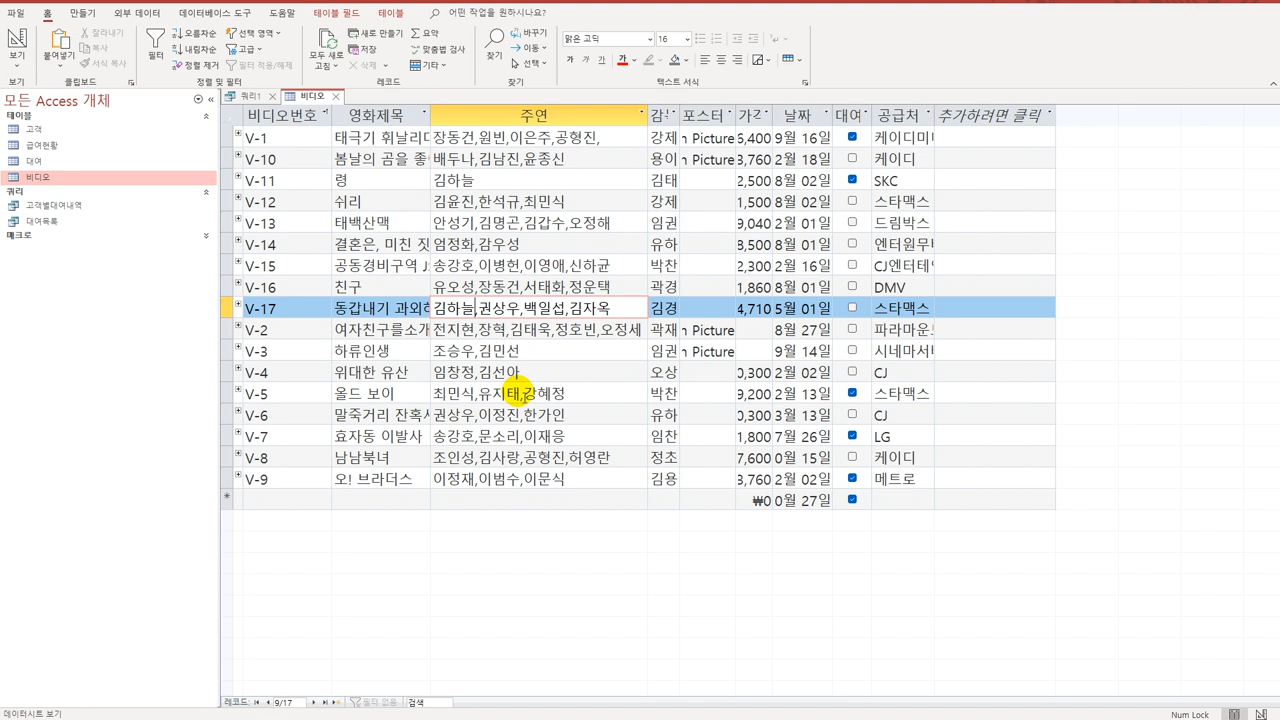 파일 홈 만들기 외부 데이터 데이터베이스 도구 도움말 테이블 필드 테이블 어떤 작업을 원하시나요?
보기
붙여넣기
잘라내기
복사
서식 복사
필터
오름차순
내림차순
정렬 제거
선택 영역
고급
필터 적용/해제
모두 새로 고침
새로 만들기
저장
삭제
요약
맞춤법 검사
기타
찾기
바꾸기
이동
선택
맑은 고딕 16
가 가 가 가
보기 클립보드 정렬 및 필터 레코드 찾기 텍스트 서식
모든 Access 개체
테이블
고객
급여현황
대여
비디오
쿼리
고객별대여내역
대여목록
매크로
쿼리1 비디오
비디오번호 영화제목 주연 포스터 날짜 대여 공급처 추가하려면 클릭
V-1 태극기 휘날리 장동건,원빈,이은주,공형진, 강제 n Picture 6,400 9월 16일 케이디미
V-10 봄날의 곰을 좋 배두나,김남진,윤종신 용이 n Picture 3,760 2월 18일 케이디
V-11 령 김하늘 김태 2,500 8월 02일 SKC
V-12 쉬리 김윤진,한석규,최민식 강제 1,500 8월 02일 스타맥스
V-13 태백산맥 안성기,김명곤,김갑수,오정해 임권 9,040 2월 01일 드림박스
V-14 결혼은, 미친 짓 엄정화,감우성 유하 8,500 8월 01일 엔터원무비
V-15 공동경비구역 J 송강호,이병헌,이영애,신하균 박찬 2,300 2월 16일 CJ엔터테
V-16 친구 유오성,장동건,서태화,정운택 곽경 1,860 8월 01일 DMV
V-17 동갑내기 과외하 김하늘,권상우,백일섭,김자옥 김경 4,710 5월 01일 스타맥스
V-2 여자친구를소개 전지현,장혁,김태욱,정호빈,오정세 곽재 n Picture 8월 27일 파라마운
V-3 하류인생 조승우,김민선 임권 n Picture 9월 14일 시네마서
V-4 위대한 유산 임창정,김선아 오상 0,300 2월 02일 CJ
V-5 올드 보이 최민식,유지태,강혜정 박찬 9,200 2월 02일 스타맥스
V-6 말죽거리 잔혹 권상우,이정진,한가인 유하 0,300 3월 13일 CJ
V-7 효자동 이발사 송강호,문소리,이재응 임찬 1,800 7월 26일 LG
V-8 남남북녀 조인성,김사랑,공형진,허영란 정초 7,600 0월 15일 케이디
V-9 오! 브라더스 이정재,이범수,이문식 김용 3,760 2월 02일 메트로
* ₩0 0월 27일
레코드: 9/17 필터 없음 검색
데이터시트 보기 Num Lock